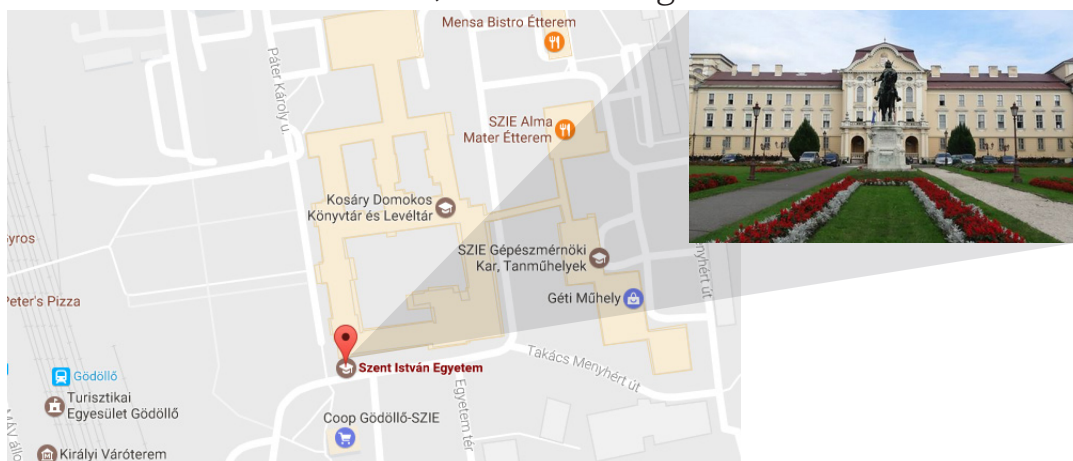 Mensa Bistro Étterem
Páter Károly u.
SZIE Alma
Mater Étterem
Kosáry Domokos
Könyvtár és Levéltár
SZIE Gépészmérnöki
Kar, Tanműhelyek
Géti Műhely
Menyhért út
Peter's Pizza
Szent István Egyetem
Takács Menyhért út
Gödöllő
Turisztikai
Egyesület Gödöllő
Coop Gödöllő-SZIE
Egyetem tér
Királyi Váróterem